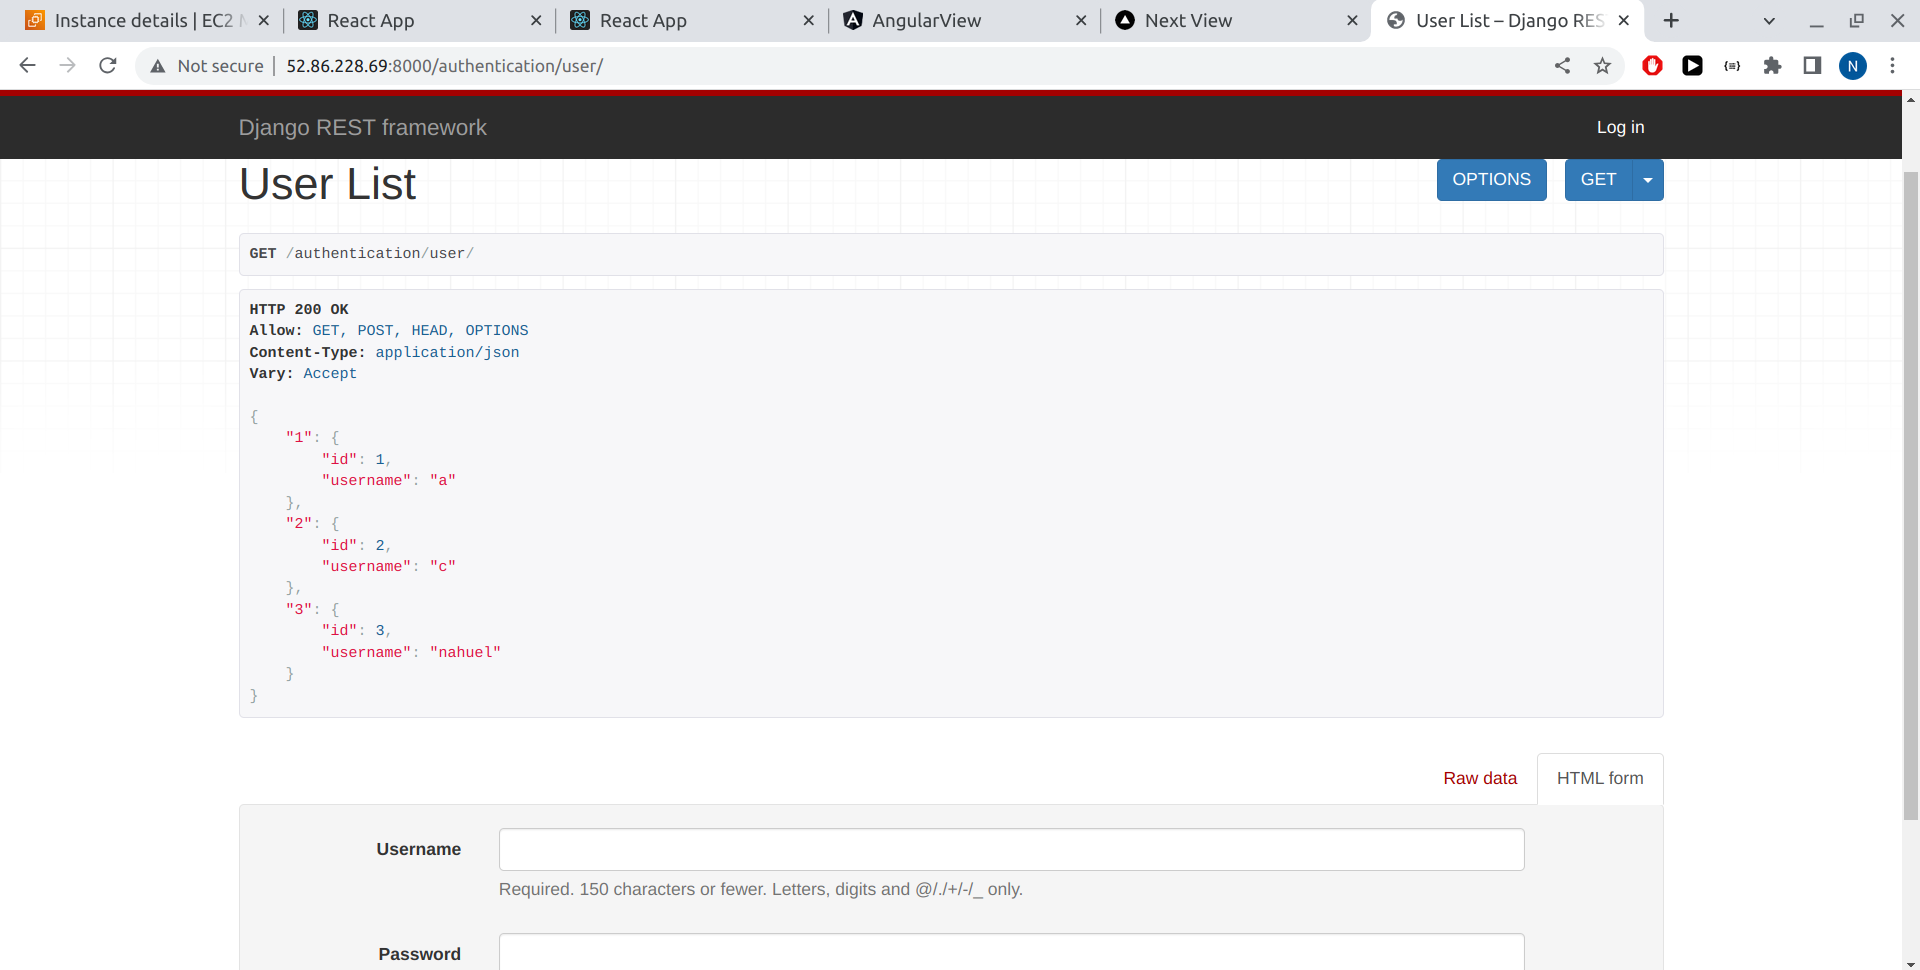 Instance details | EC2
React App
React App
AngularView
Next View
User List – Django RES
Not secure
52.86.228.69:8000/authentication/user/
N
Django REST framework
Log in
User List
OPTIONS
GET
GET /authentication/user/
HTTP 200 OK
Allow: GET, POST, HEAD, OPTIONS
Content-Type: application/json
Vary: Accept
{
"1": {
"id": 1,
"username": "a"
},
"2": {
"id": 2,
"username": "c"
},
"3": {
"id": 3,
"username": "nahuel"
}
}
Raw data
HTML form
Username
Required. 150 characters or fewer. Letters, digits and @/./+/-/_ only.
Password